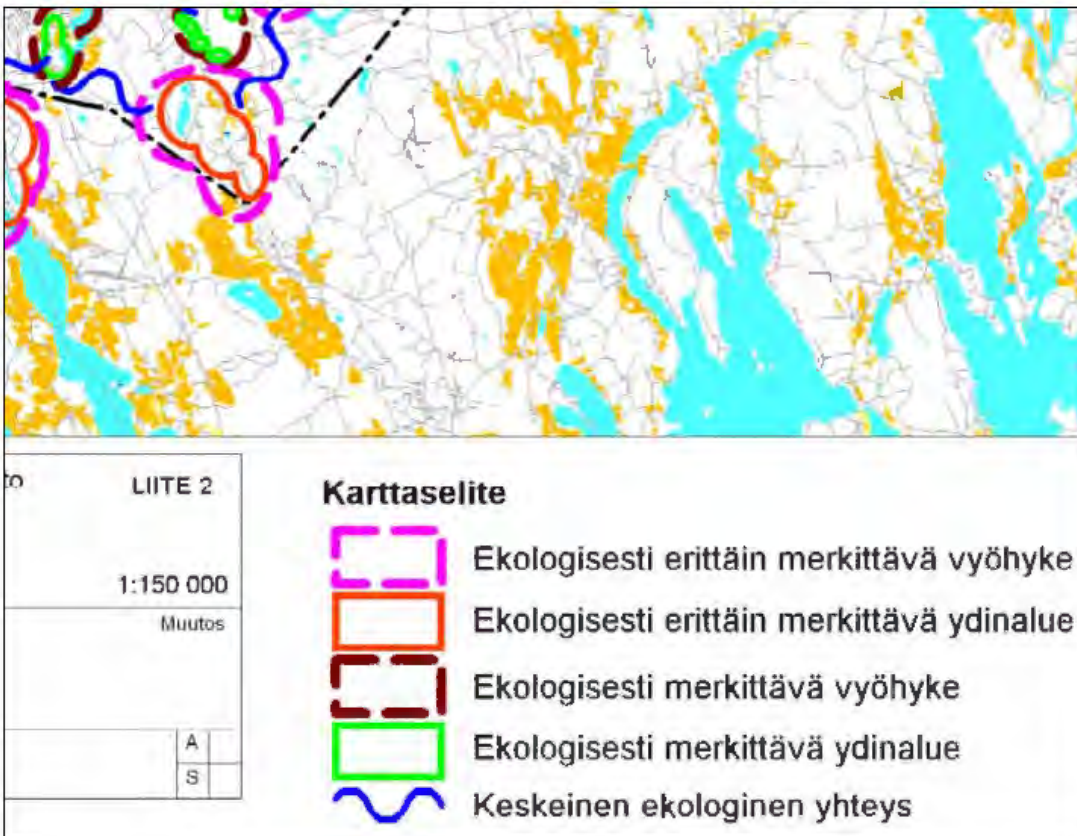 LIITE 2
1:150 000
Muutos
A
S
Karttaselite
Ekologisesti erittäin merkittävä vyöhyke
Ekologisesti erittäin merkittävä ydinalue
Ekologisesti merkittävä vyöhyke
Ekologisesti merkittävä ydinalue
Keskeinen ekologinen yhteys